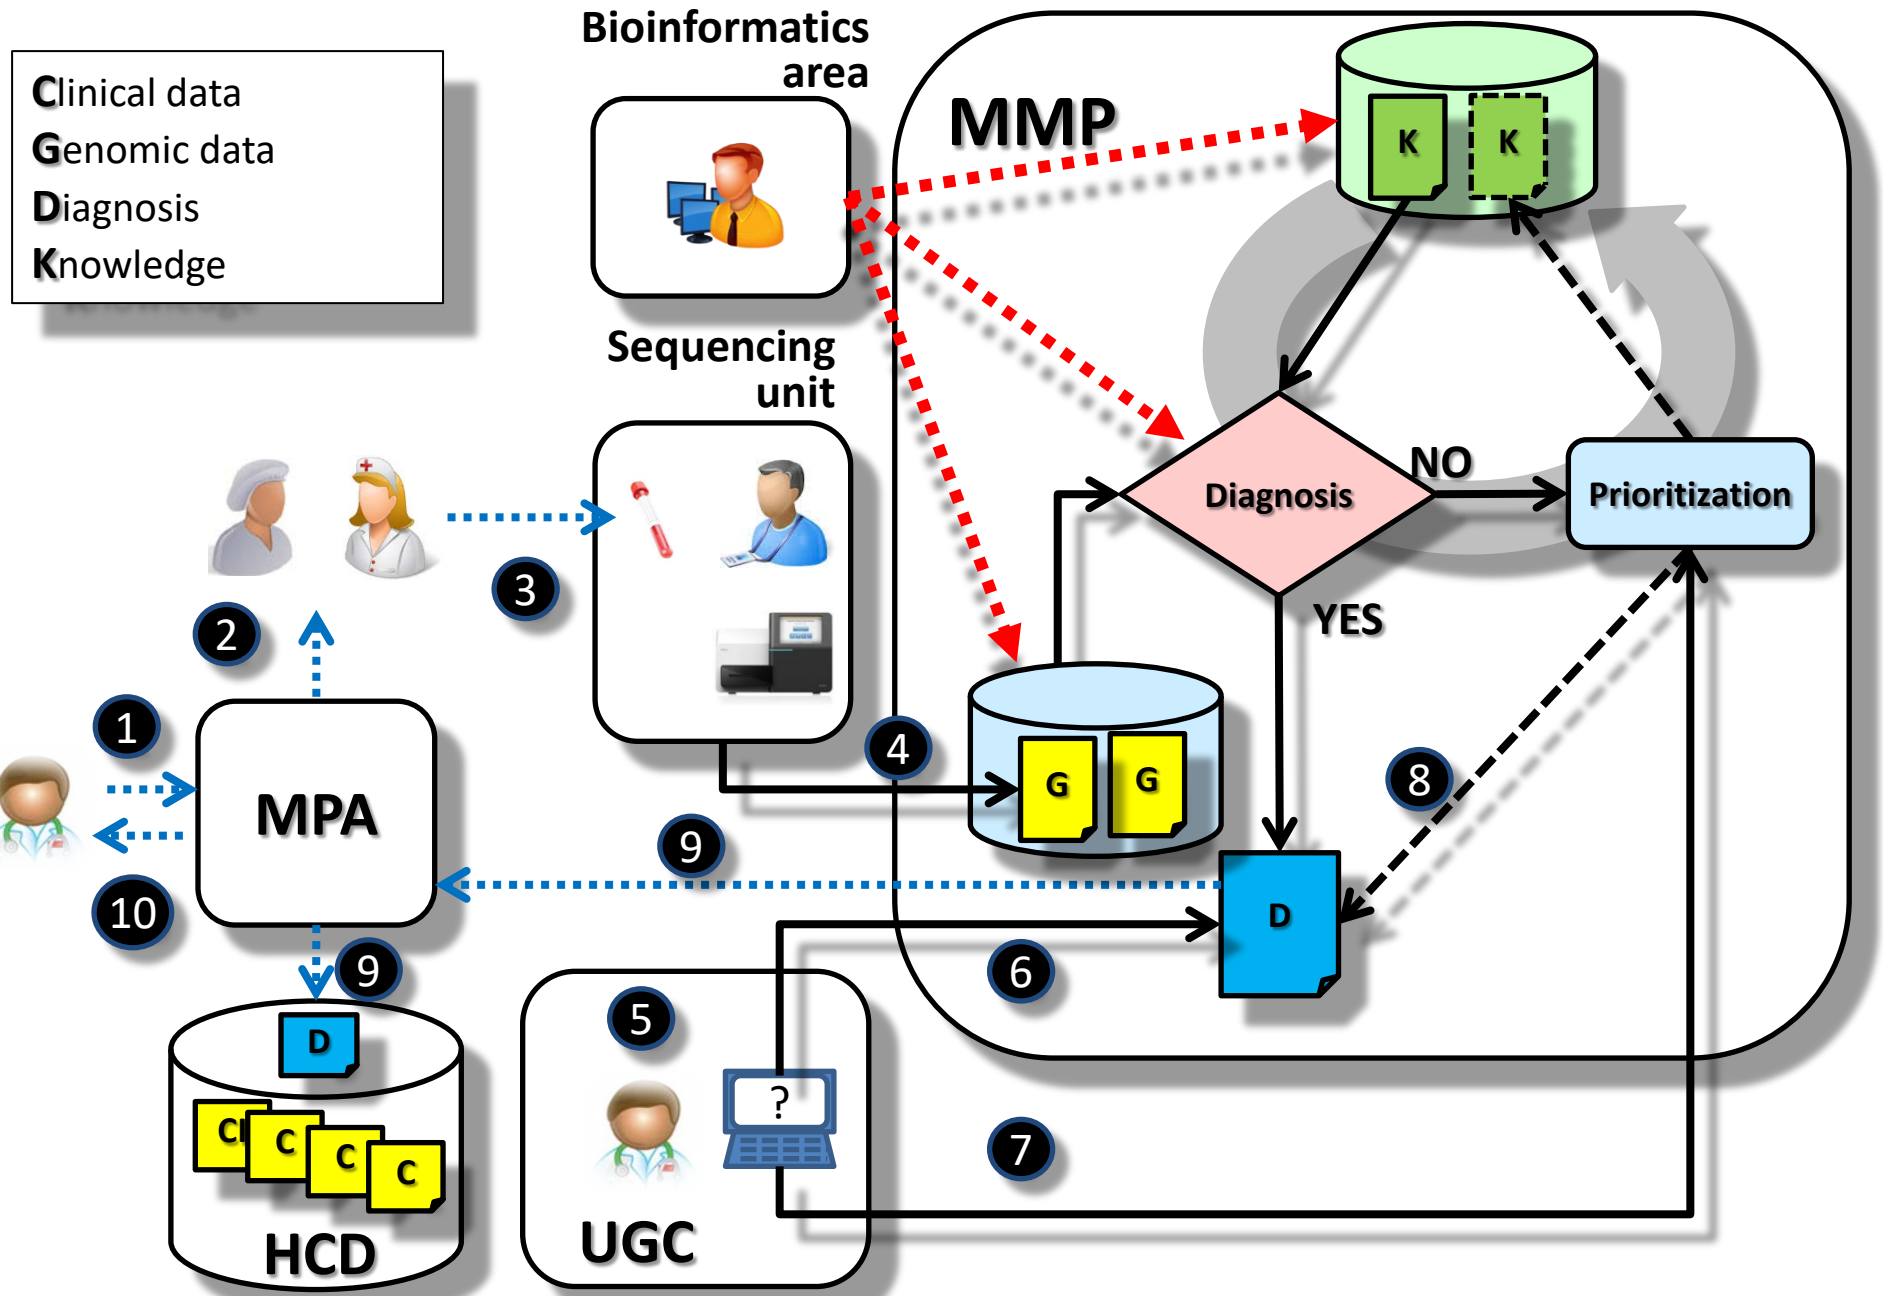 Clinical data
Genomic data
Diagnosis
Knowledge
Bioinformatics
area
MMP
K
K
Sequencing
unit
Diagnosis
NO
Prioritization
YES
3
2
1
4
G
G
8
MPA
9
10
D
9
6
5
D
?
7
CI
C
C
C
HCD
UGC